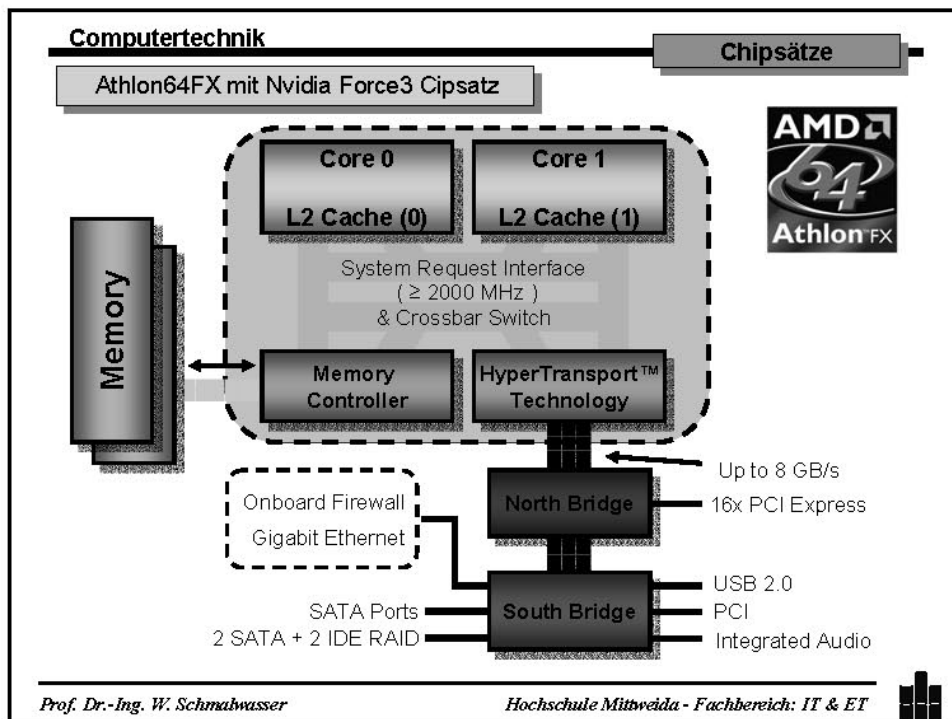 Computertechnik
Chipsätze
Athlon64FX mit Nvidia Force3 Cipsatz
AMD
64
Athlon™ FX
Core 0
L2 Cache (0)
Core 1
L2 Cache (1)
System Request Interface
( ≥ 2000 MHz )
& Crossbar Switch
Memory
Memory
Controller
HyperTransport™
Technology
Up to 8 GB/s
North Bridge
16x PCI Express
Onboard Firewall
Gigabit Ethernet
South Bridge
SATA Ports
2 SATA + 2 IDE RAID
USB 2.0
PCI
Integrated Audio
Prof. Dr.-Ing. W. Schmalwasser
Hochschule Mittweida - Fachbereich: IT & ET